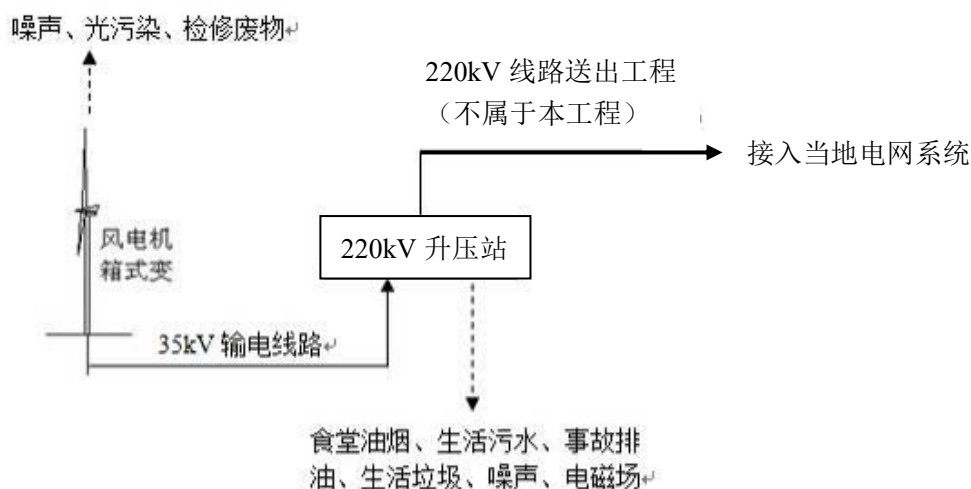 噪声、光污染、检修废物
220kV 线路送出工程
（不属于本工程）
接入当地电网系统
风电机
箱式变
220kV 升压站
35kV 输电线路
食堂油烟、生活污水、事故排
油、生活垃圾、噪声、电磁场